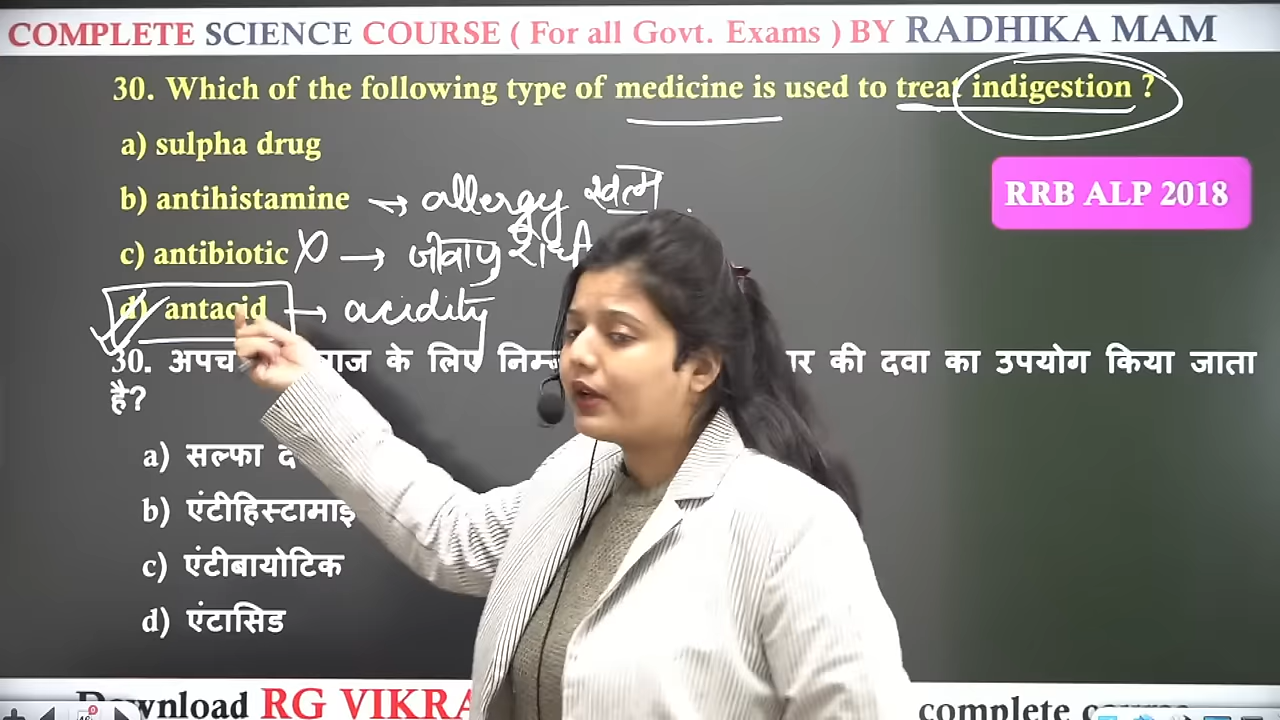 COMPLETE SCIENCE COURSE ( For all Govt. Exams ) BY RADHIKA MAM
30. Which of the following type of medicine is used to treat indigestion ?
a) sulpha drug
RRB ALP 2018
b) antihistamine → allergy खत्म
c) antibiotic → जीवाणु
d) antacid → acidity
30. के लिए की दवा का उपयोग किया जाता
है?
a) सल्फा
b)
c) एंटीबायोटिक
d) एंटासिड
Download RG complete course